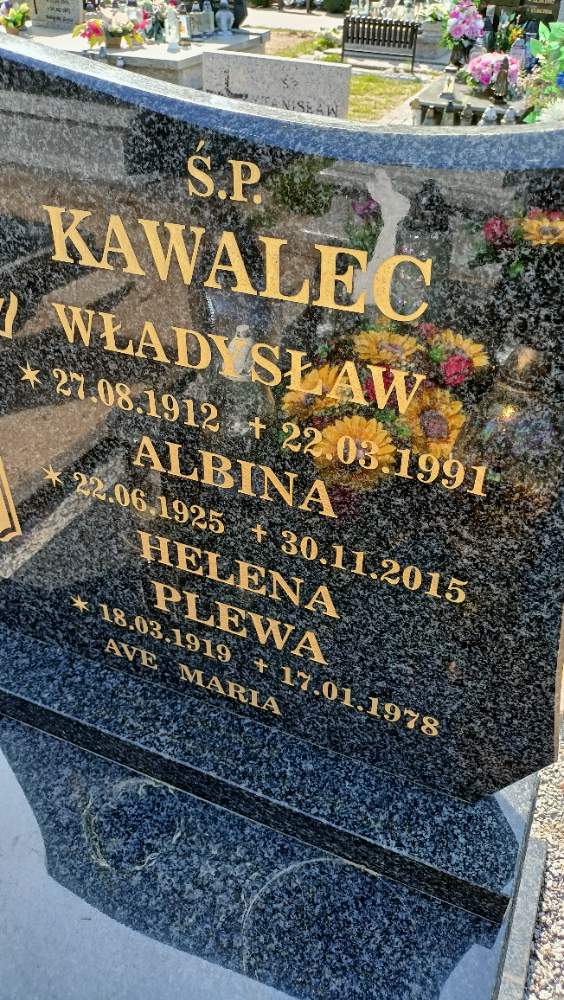 Ś.P.
STANISŁAW
Ś.P.
KAWALEC
WŁADYSŁAW
* 27.08.1912 † 22.03.1991
ALBINA
* 22.06.1925 † 30.11.2015
HELENA
PLEWA
* 18.03.1919 † 17.01.1978
AVE MARIA